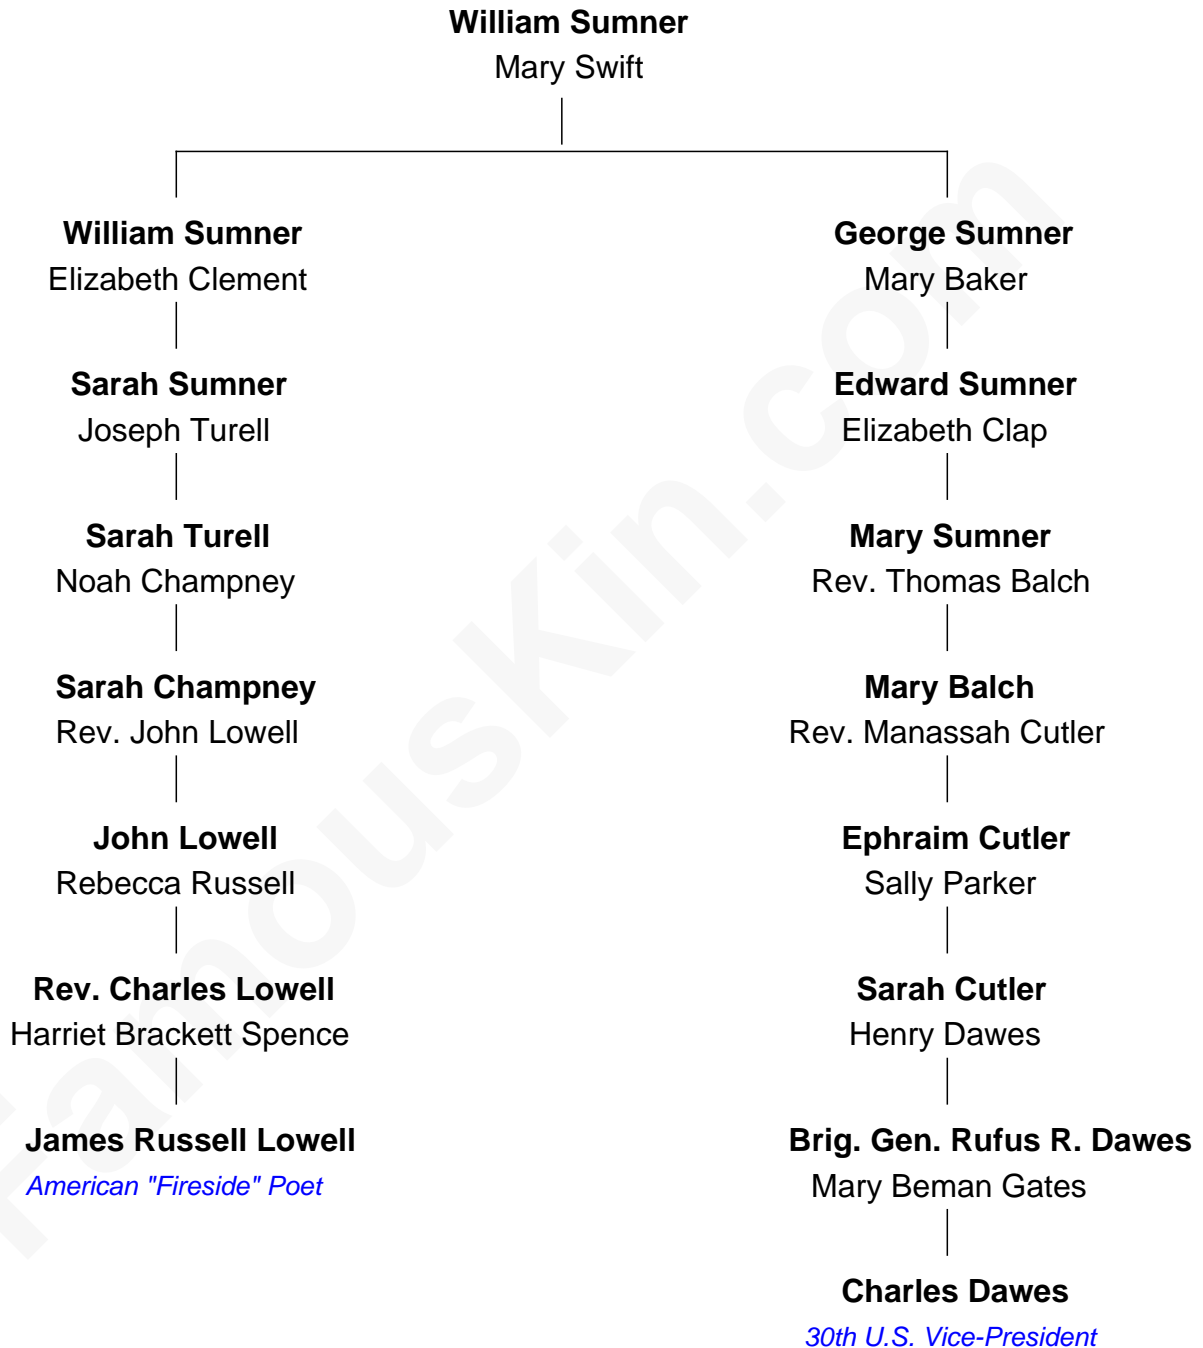 William Sumner
Mary Swift
William Sumner
Elizabeth Clement
George Sumner
Mary Baker
Sarah Sumner
Joseph Turell
Edward Sumner
Elizabeth Clap
Sarah Turell
Noah Champney
Mary Sumner
Rev. Thomas Balch
Sarah Champney
Rev. John Lowell
Mary Balch
Rev. Manassah Cutler
John Lowell
Rebecca Russell
Ephraim Cutler
Sally Parker
Rev. Charles Lowell
Harriet Brackett Spence
Sarah Cutler
Henry Dawes
James Russell Lowell
American "Fireside" Poet
Brig. Gen. Rufus R. Dawes
Mary Beman Gates
Charles Dawes
30th U.S. Vice-President
FamousKin.com